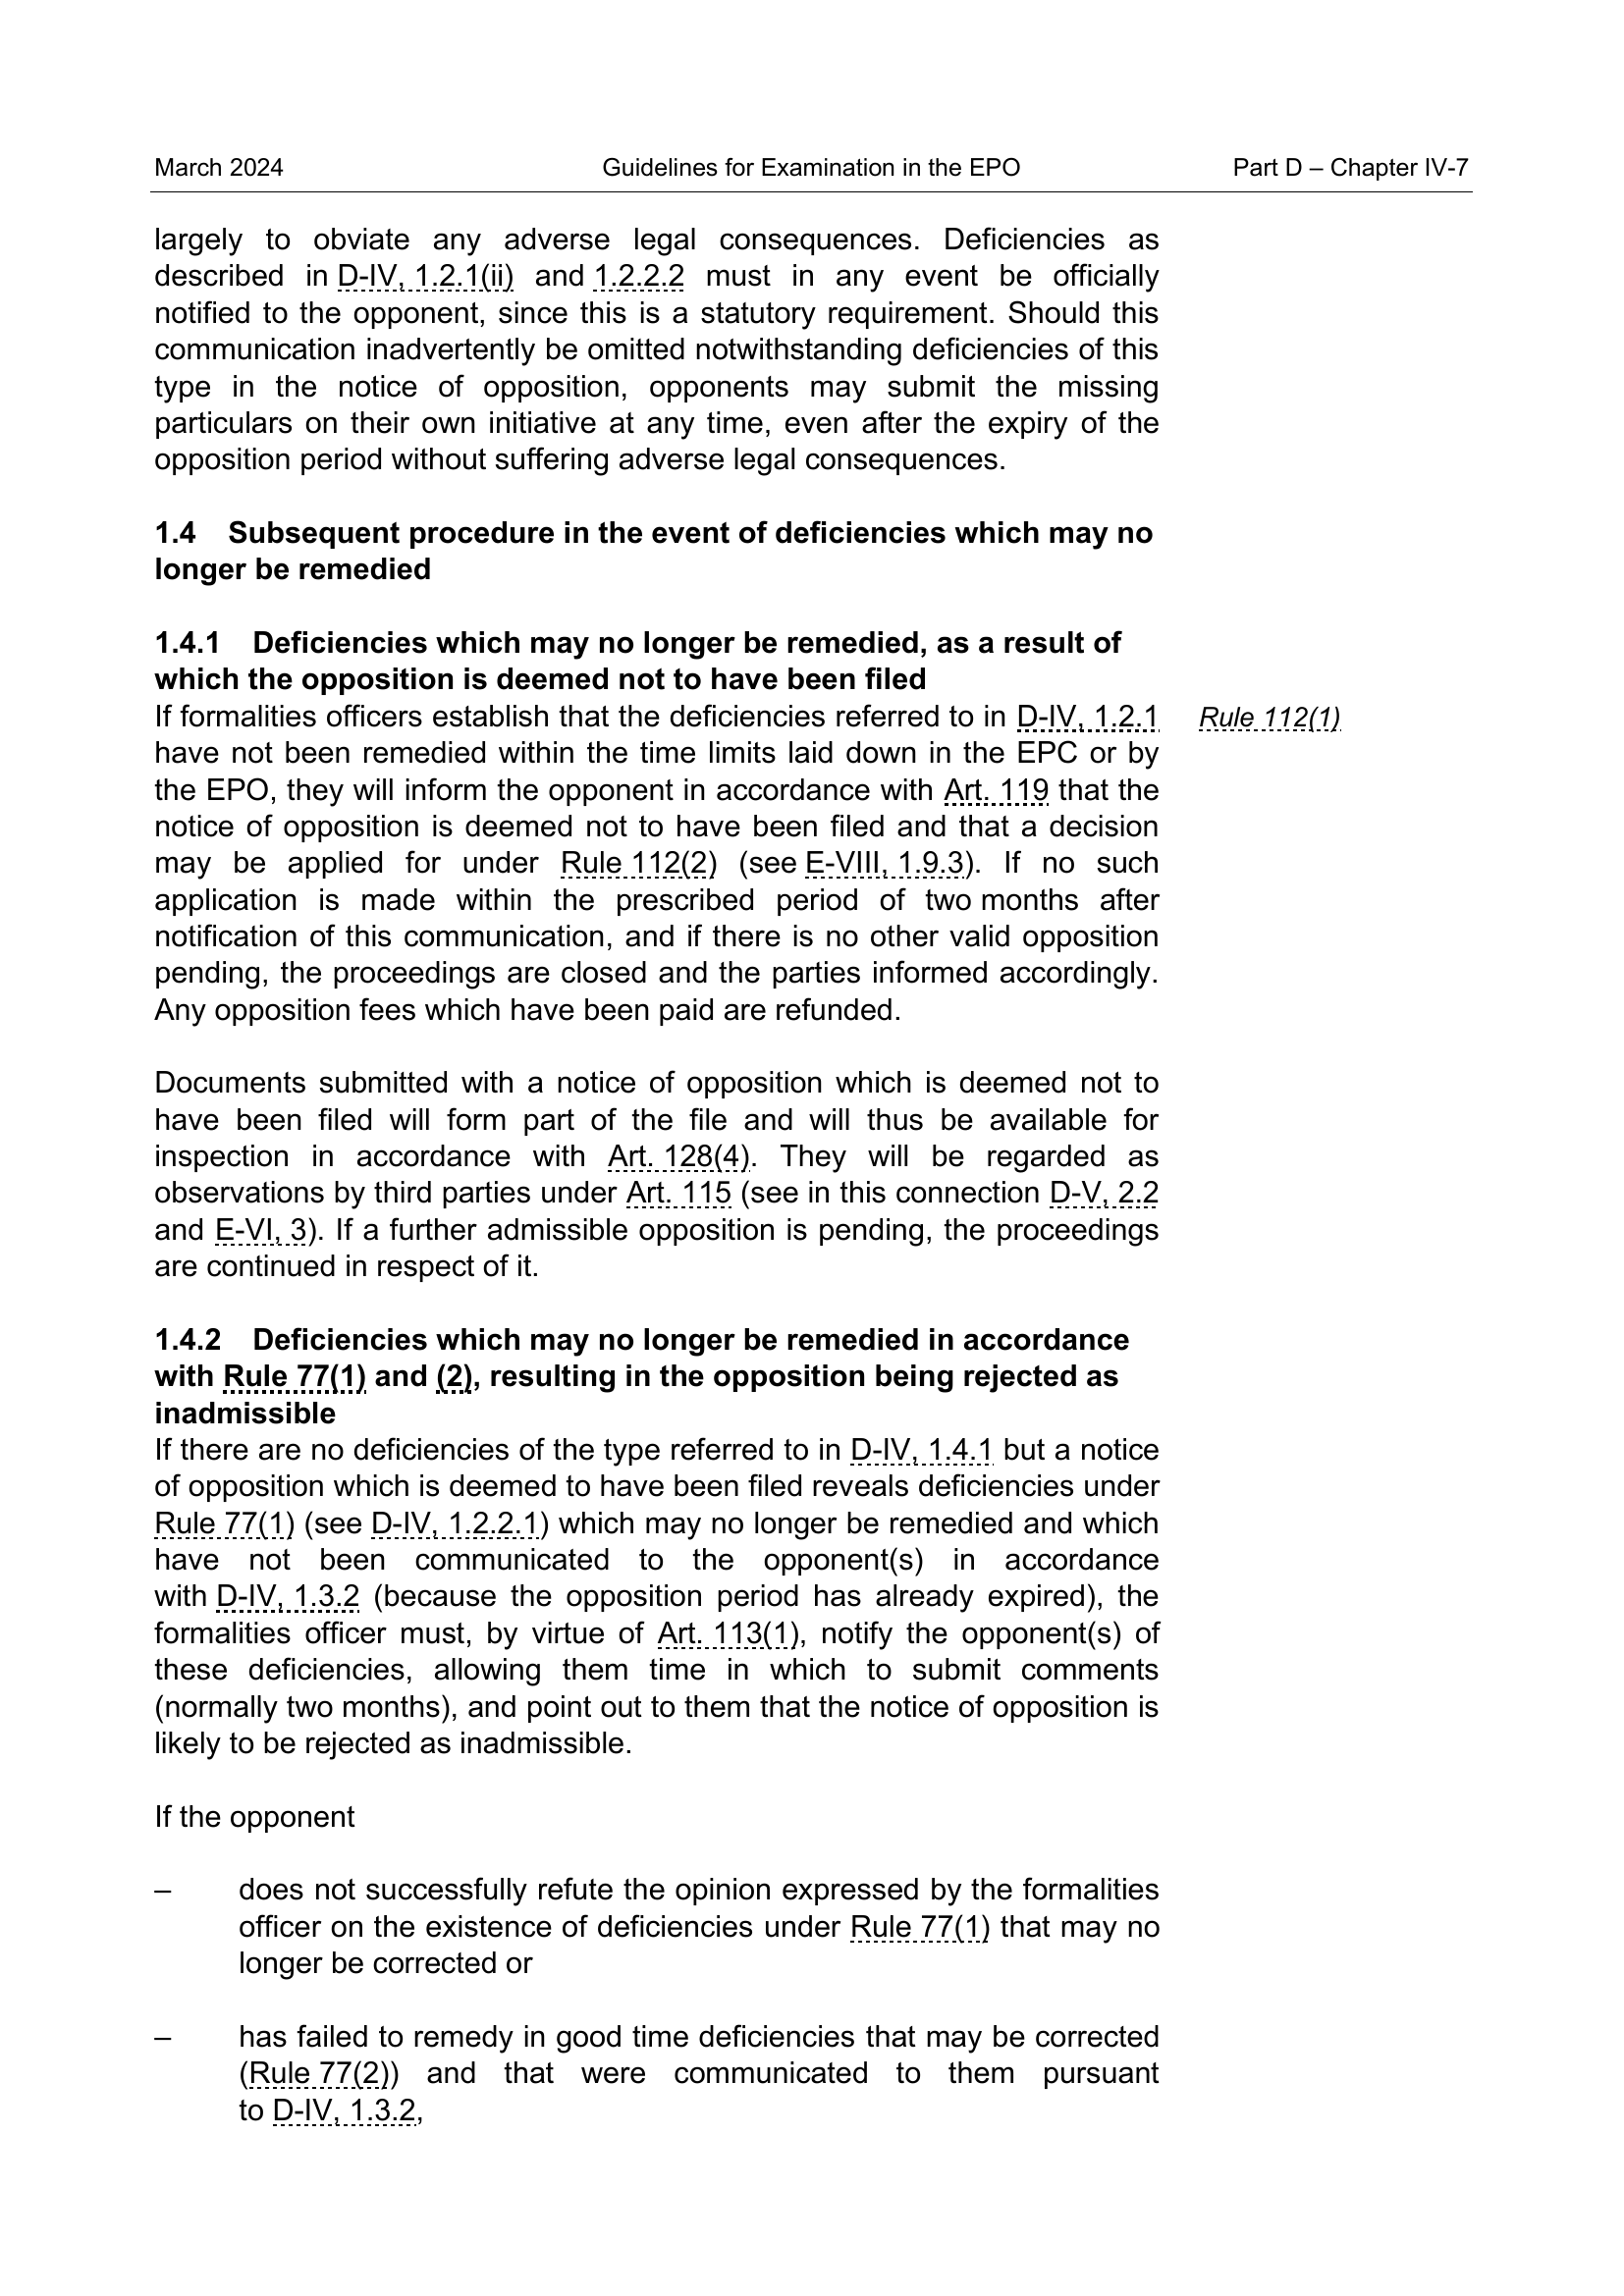 March 2024 Guidelines for Examination in the EPO Part D – Chapter IV-7
largely to obviate any adverse legal consequences. Deficiencies as
described in D-IV, 1.2.1(ii) and 1.2.2.2 must in any event be officially
notified to the opponent, since this is a statutory requirement. Should this
communication inadvertently be omitted notwithstanding deficiencies of this
type in the notice of opposition, opponents may submit the missing
particulars on their own initiative at any time, even after the expiry of the
opposition period without suffering adverse legal consequences.
1.4 Subsequent procedure in the event of deficiencies which may no
longer be remedied
1.4.1 Deficiencies which may no longer be remedied, as a result of
which the opposition is deemed not to have been filed
If formalities officers establish that the deficiencies referred to in D-IV, 1.2.1 Rule 112(1)
have not been remedied within the time limits laid down in the EPC or by
the EPO, they will inform the opponent in accordance with Art. 119 that the
notice of opposition is deemed not to have been filed and that a decision
may be applied for under Rule 112(2) (see E-VIII, 1.9.3). If no such
application is made within the prescribed period of two months after
notification of this communication, and if there is no other valid opposition
pending, the proceedings are closed and the parties informed accordingly.
Any opposition fees which have been paid are refunded.
Documents submitted with a notice of opposition which is deemed not to
have been filed will form part of the file and will thus be available for
inspection in accordance with Art. 128(4). They will be regarded as
observations by third parties under Art. 115 (see in this connection D-V, 2.2
and E-VI, 3). If a further admissible opposition is pending, the proceedings
are continued in respect of it.
1.4.2 Deficiencies which may no longer be remedied in accordance
with Rule 77(1) and (2), resulting in the opposition being rejected as
inadmissible
If there are no deficiencies of the type referred to in D-IV, 1.4.1 but a notice
of opposition which is deemed to have been filed reveals deficiencies under
Rule 77(1) (see D-IV, 1.2.2.1) which may no longer be remedied and which
have not been communicated to the opponent(s) in accordance
with D-IV, 1.3.2 (because the opposition period has already expired), the
formalities officer must, by virtue of Art. 113(1), notify the opponent(s) of
these deficiencies, allowing them time in which to submit comments
(normally two months), and point out to them that the notice of opposition is
likely to be rejected as inadmissible.
If the opponent
– does not successfully refute the opinion expressed by the formalities
officer on the existence of deficiencies under Rule 77(1) that may no
longer be corrected or
– has failed to remedy in good time deficiencies that may be corrected
(Rule 77(2)) and that were communicated to them pursuant
to D-IV, 1.3.2,